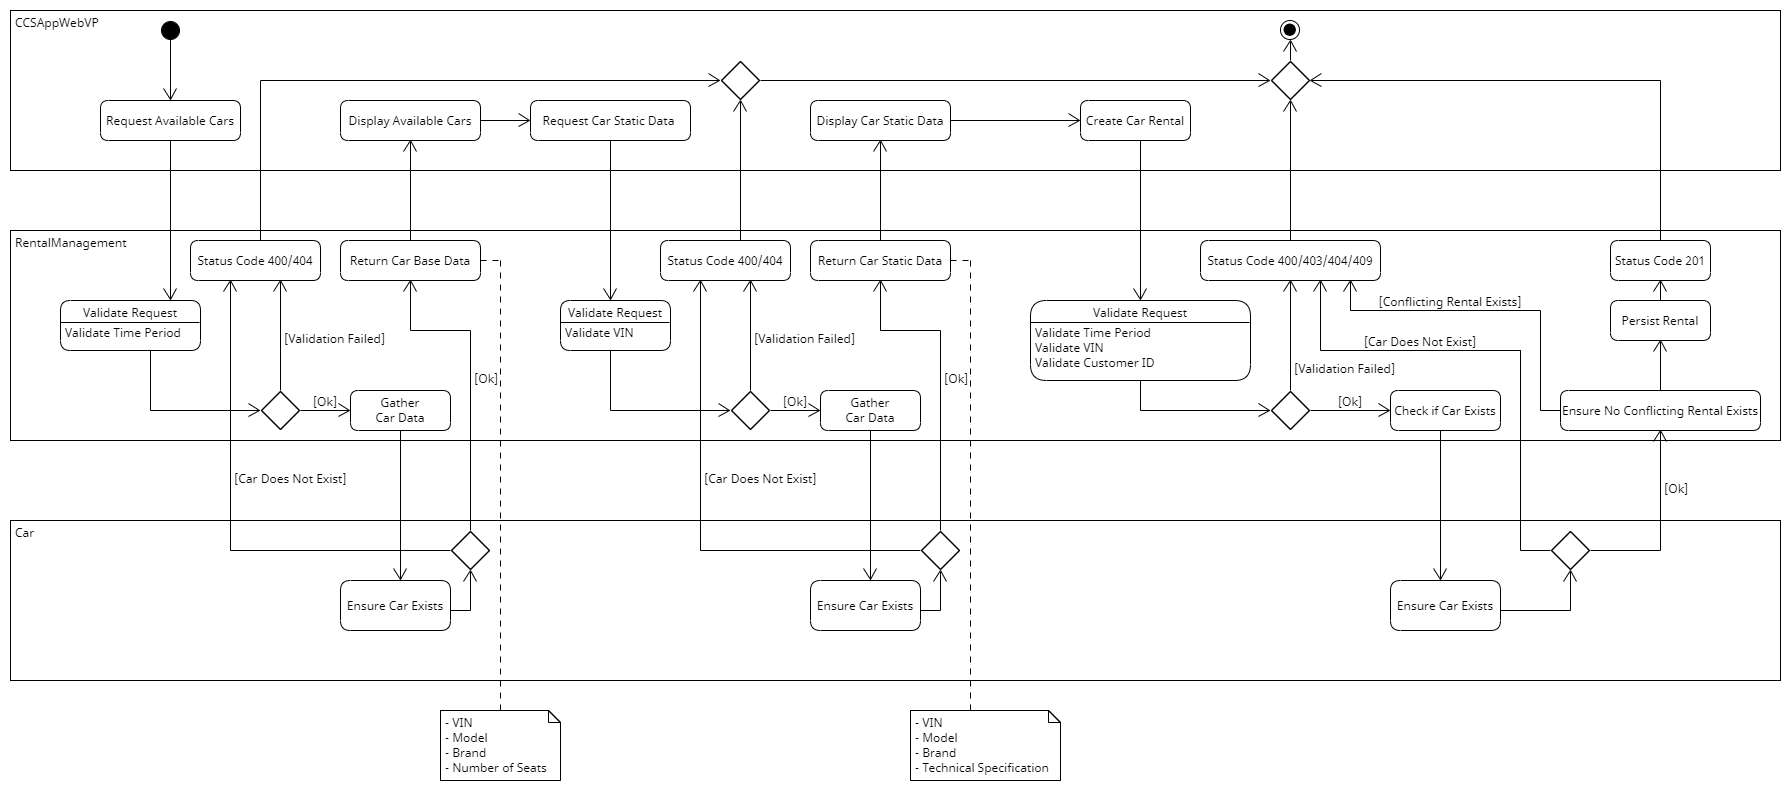 CCSAppWebVP
Request Available Cars
Display Available Cars
Request Car Static Data
Display Car Static Data
Create Car Rental
RentalManagement
Status Code 400/404
Return Car Base Data
Status Code 400/404
Return Car Static Data
Status Code 400/403/404/409
Status Code 201
Validate Request
Validate Time Period
[Validation Failed]
Validate Request
Validate VIN
[Validation Failed]
Validate Request
Validate Time Period
Validate VIN
Validate Customer ID
[Conflicting Rental Exists]
Persist Rental
[Car Does Not Exist]
[Validation Failed]
[Ok]
[Ok]
[Ok]
Gather
Car Data
[Ok]
Gather
Car Data
[Ok]
Check if Car Exists
Ensure No Conflicting Rental Exists
[Car Does Not Exist]
[Car Does Not Exist]
[Ok]
Car
Ensure Car Exists
Ensure Car Exists
Ensure Car Exists
- VIN
- Model
- Brand
- Number of Seats
- VIN
- Model
- Brand
- Technical Specification